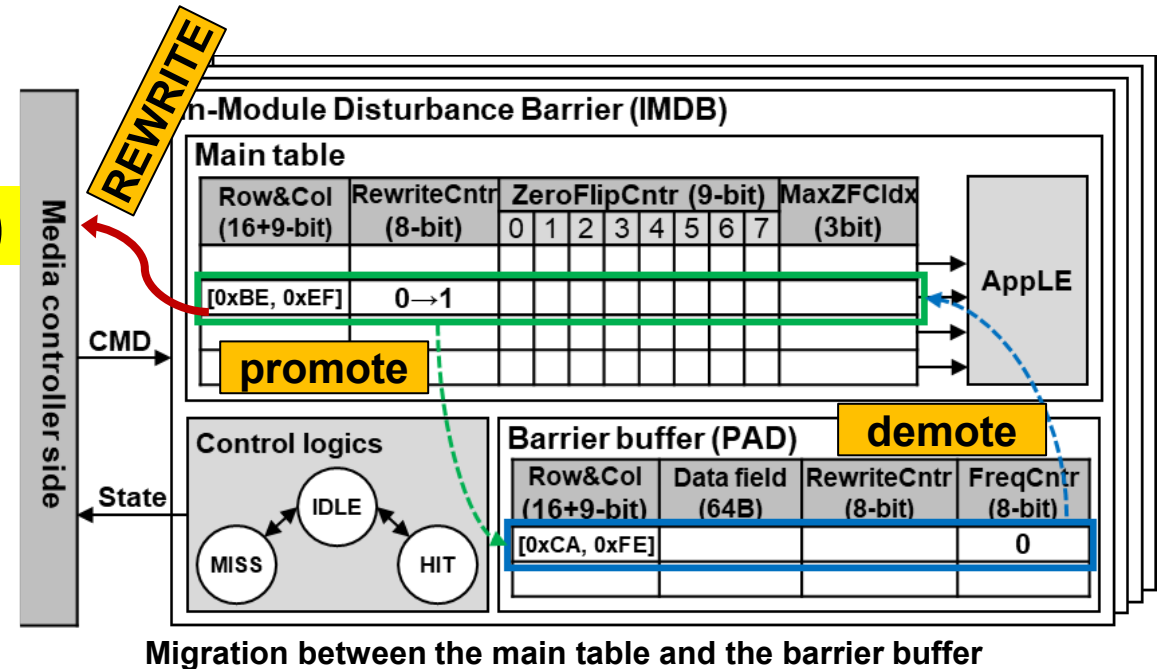 REWRITE
n-Module Disturbance Barrier (IMDB)
Main table
Row&Col RewriteCntr ZeroFlipCntr (9-bit) MaxZFCIdx
(16+9-bit) (8-bit) 0 1 2 3 4 5 6 7 (3bit)
[0xBE, 0xEF] 0→1
AppLE
)
Media controller side
CMD
State
promote
demote
Control logics
IDLE
MISS
HIT
Barrier buffer (PAD)
Row&Col Data field RewriteCntr FreqCntr
(16+9-bit) (64B) (8-bit) (8-bit)
[0xCA, 0xFE] 0
Migration between the main table and the barrier buffer